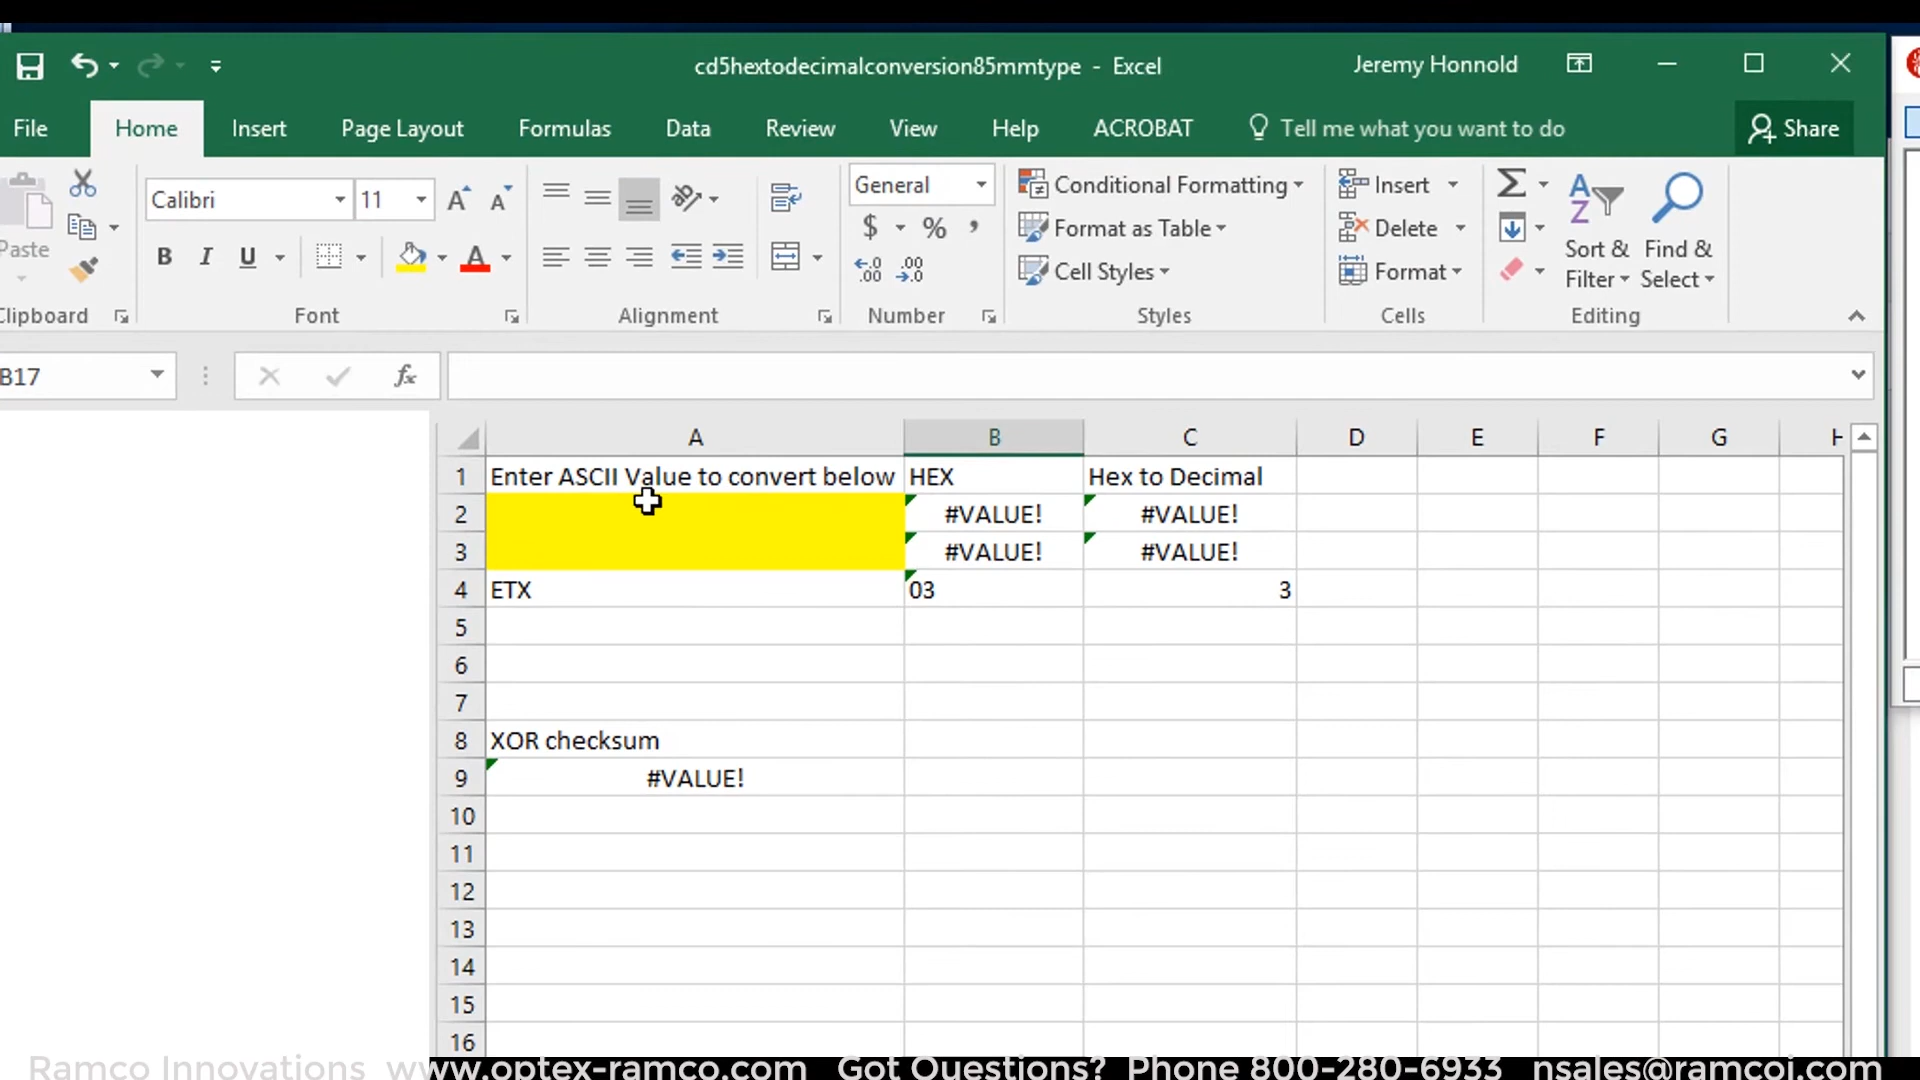 cd5hextodecimalconversion85mmtype - Excel Jeremy Honnold
File Home Insert Page Layout Formulas Data Review View Help ACROBAT Tell me what you want to do Share
Calibri 11 General Conditional Formatting Insert
Paste B I U $ % , Format as Table Delete
.00 .00 Cell Styles Format Sort & Filter Find & Select
Clipboard Font Alignment Number Styles Cells Editing
B17 fx
A B C D E F G H
1 Enter ASCII Value to convert below HEX Hex to Decimal
2 #VALUE! #VALUE!
3 #VALUE! #VALUE!
4 ETX 03 3
5
6
7
8 XOR checksum
9 #VALUE!
10
11
12
13
14
15
16
Ramco Innovations www.optex-ramco.com Got Questions? Phone 800-280-6933 nsales@ramcoi.com